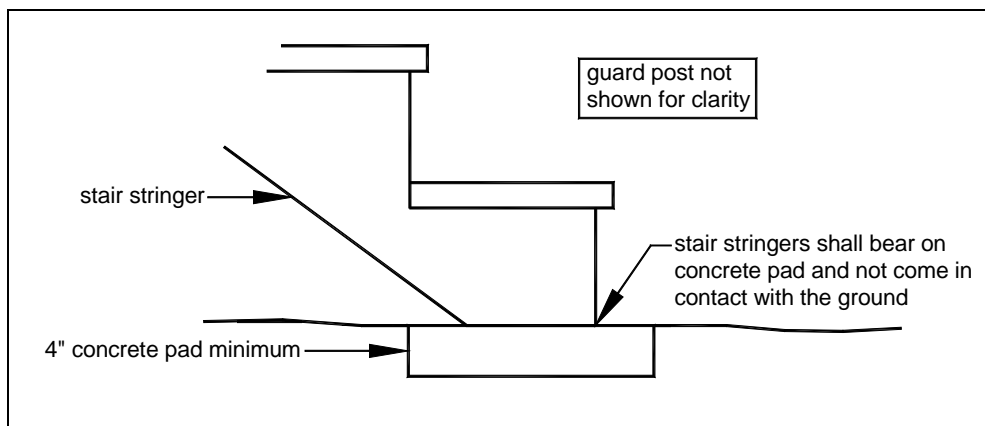 guard post not
shown for clarity
stair stringer
stair stringers shall bear on
concrete pad and not come in
contact with the ground
4" concrete pad minimum